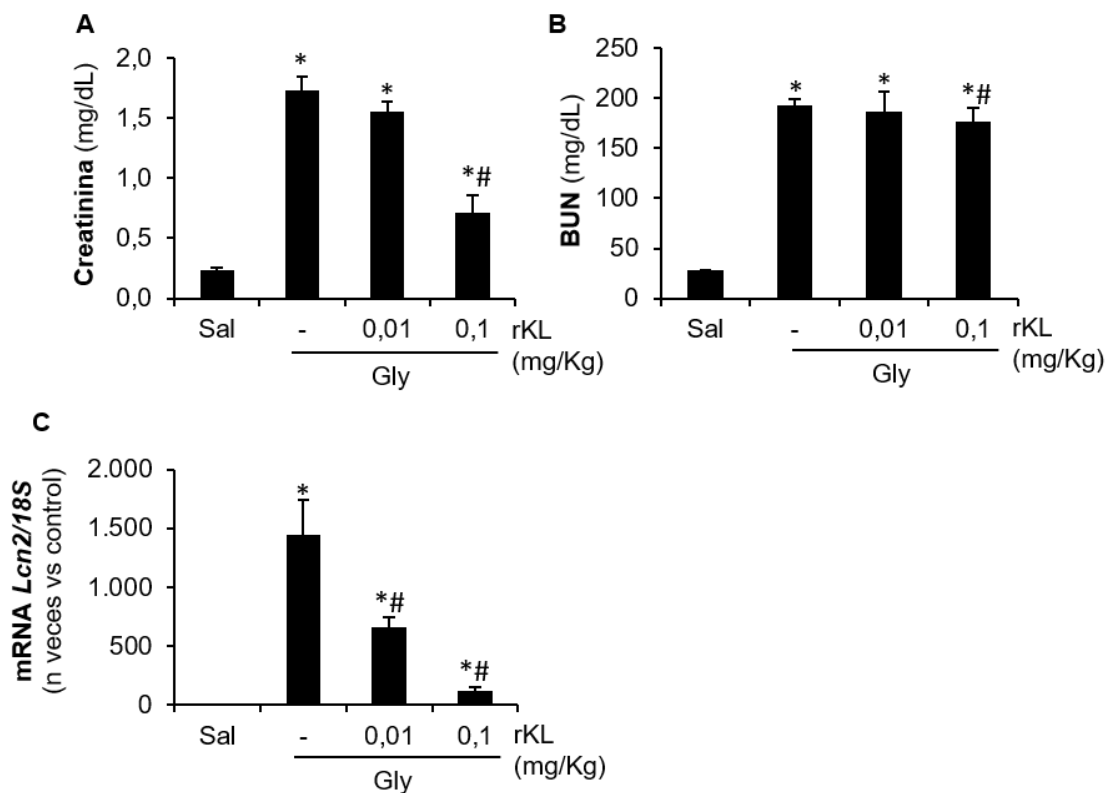 A
Creatinina (mg/dL)
2,0
1,5
1,0
0,5
0,0
*
*
*#
Sal - 0,01 0,1 rKL
(mg/Kg)
Gly
B
BUN (mg/dL)
250
200
150
100
50
0
*
*
*#
Sal - 0,01 0,1 rKL
(mg/Kg)
Gly
C
mRNA Lcn2/18S
(n veces vs control)
2.000
1.500
1.000
500
0
*
*#
*#
Sal - 0,01 0,1 rKL
(mg/Kg)
Gly